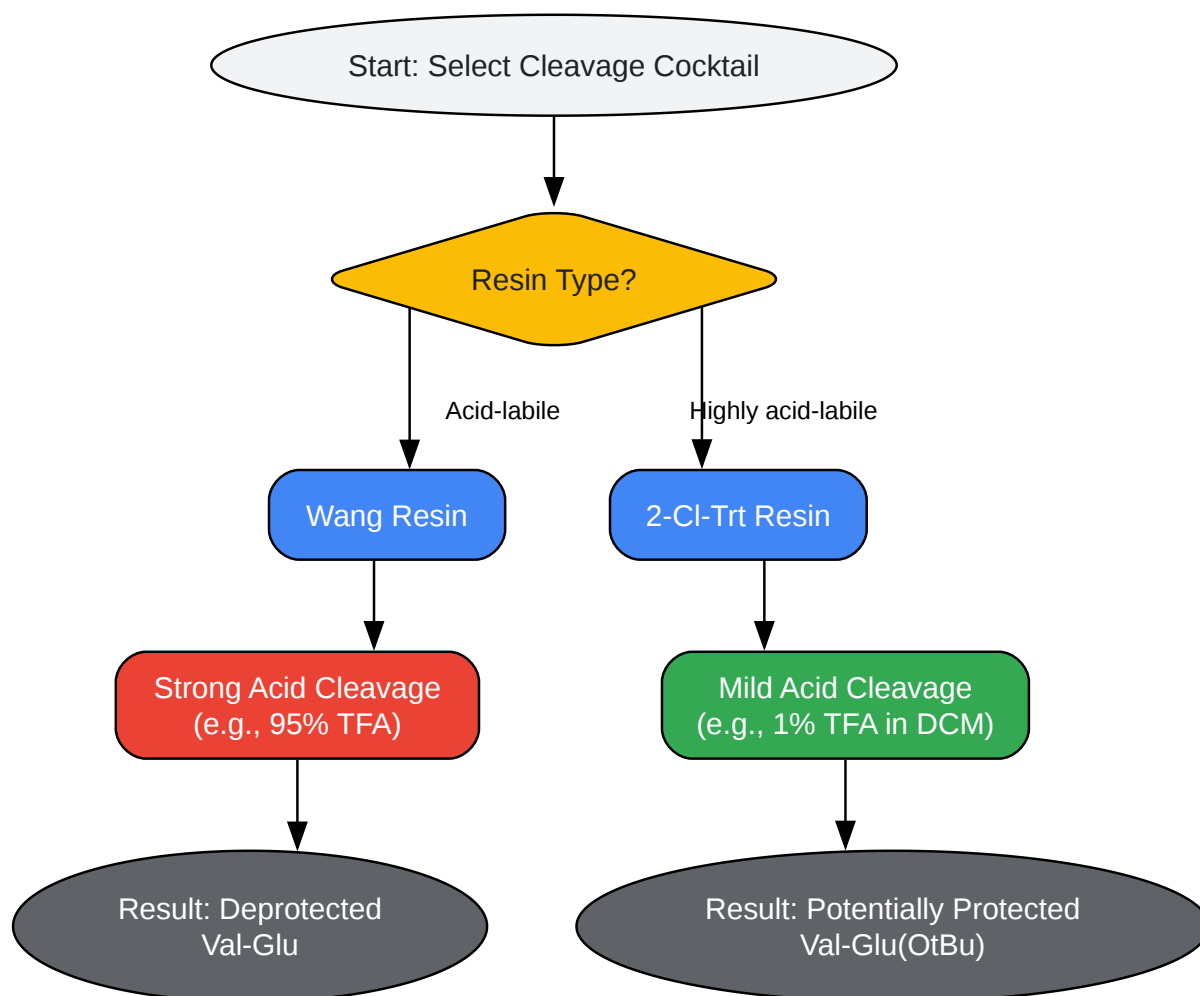 Start: Select Cleavage Cocktail
Resin Type?
Acid-labile
Highly acid-labile
Wang Resin
2-Cl-Trt Resin
Strong Acid Cleavage
(e.g., 95% TFA)
Mild Acid Cleavage
(e.g., 1% TFA in DCM)
Result: Deprotected
Val-Glu
Result: Potentially Protected
Val-Glu(OtBu)